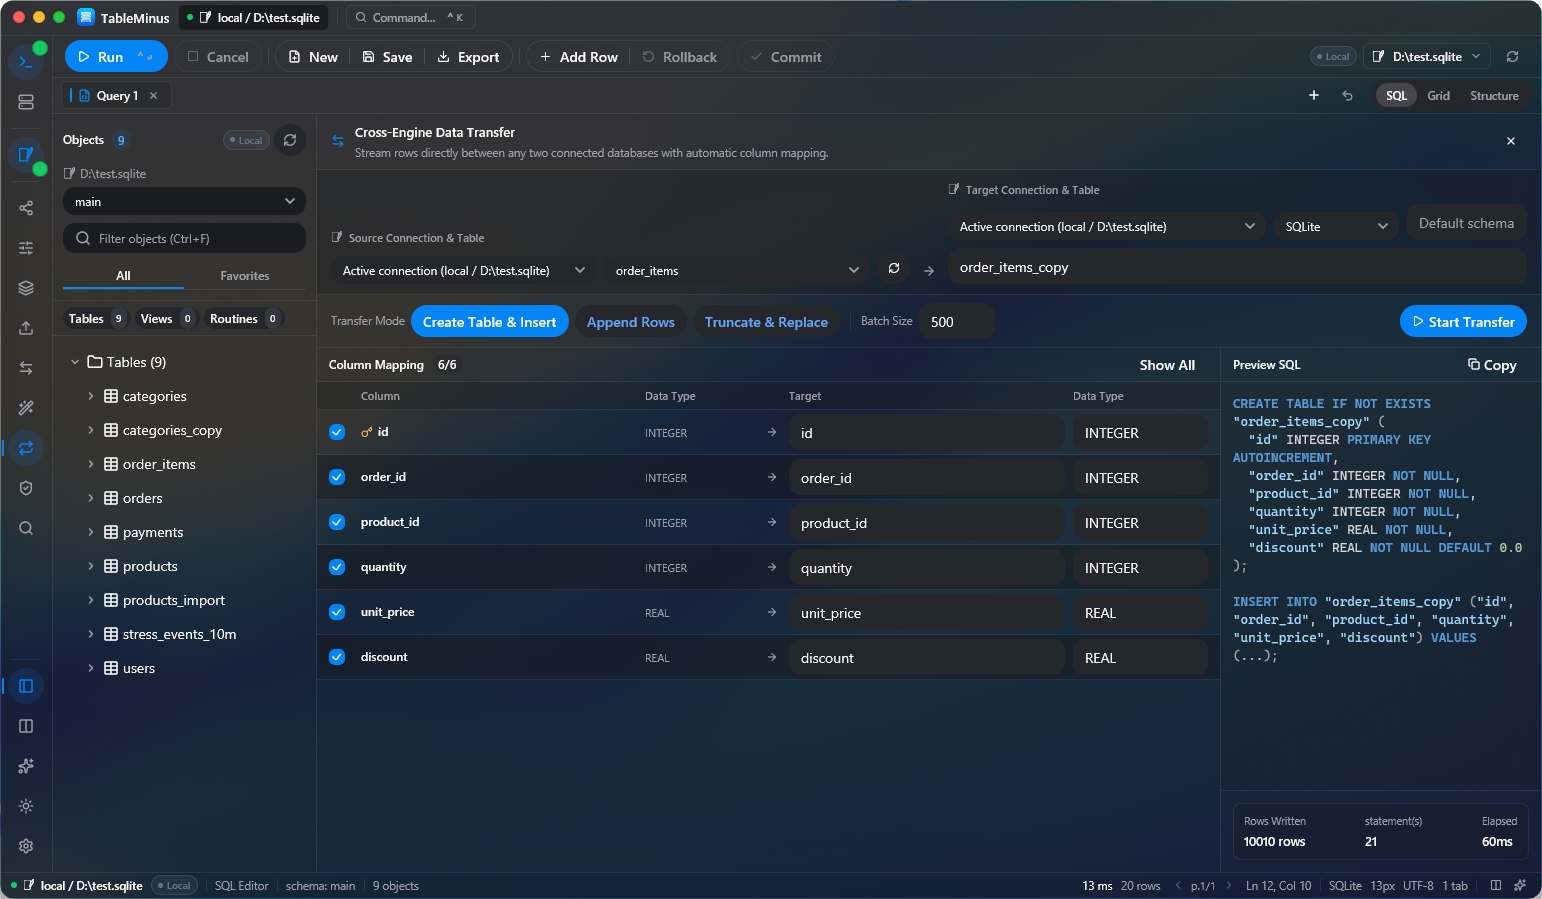 TableMinus
local / D:\test.sqlite
Command... ^ K
Run
Cancel
New
Save
Export
Add Row
Rollback
Commit
Local
D:\test.sqlite
Query 1
SQL
Grid
Structure
Objects 9
Local
D:\test.sqlite
main
Filter objects (Ctrl+F)
All
Favorites
Tables 9
Views 0
Routines 0
Tables (9)
categories
categories_copy
order_items
orders
payments
products
products_import
stress_events_10m
users
Cross-Engine Data Transfer
Stream rows directly between any two connected databases with automatic column mapping.
Source Connection & Table
Active connection (local / D:\test.sqlite)
order_items
Target Connection & Table
Active connection (local / D:\test.sqlite)
SQLite
Default schema
order_items_copy
Transfer Mode
Create Table & Insert
Append Rows
Truncate & Replace
Batch Size
500
Start Transfer
Column Mapping 6/6
Show All
Column Data Type Target Data Type
id INTEGER id INTEGER
order_id INTEGER order_id INTEGER
product_id INTEGER product_id INTEGER
quantity INTEGER quantity INTEGER
unit_price REAL unit_price REAL
discount REAL discount REAL
Preview SQL
Copy
CREATE TABLE IF NOT EXISTS
"order_items_copy" (
"id" INTEGER PRIMARY KEY
AUTOINCREMENT,
"order_id" INTEGER NOT NULL,
"product_id" INTEGER NOT NULL,
"quantity" INTEGER NOT NULL,
"unit_price" REAL NOT NULL,
"discount" REAL NOT NULL DEFAULT 0.0
);
INSERT INTO "order_items_copy" ("id",
"order_id", "product_id", "quantity",
"unit_price", "discount") VALUES
(...);
Rows Written statement(s) Elapsed
10010 rows 21 60ms
local / D:\test.sqlite
Local
SQL Editor
schema: main
9 objects
13 ms
20 rows
p.1/1
Ln 12, Col 10
SQLite
13px
UTF-8
1 tab